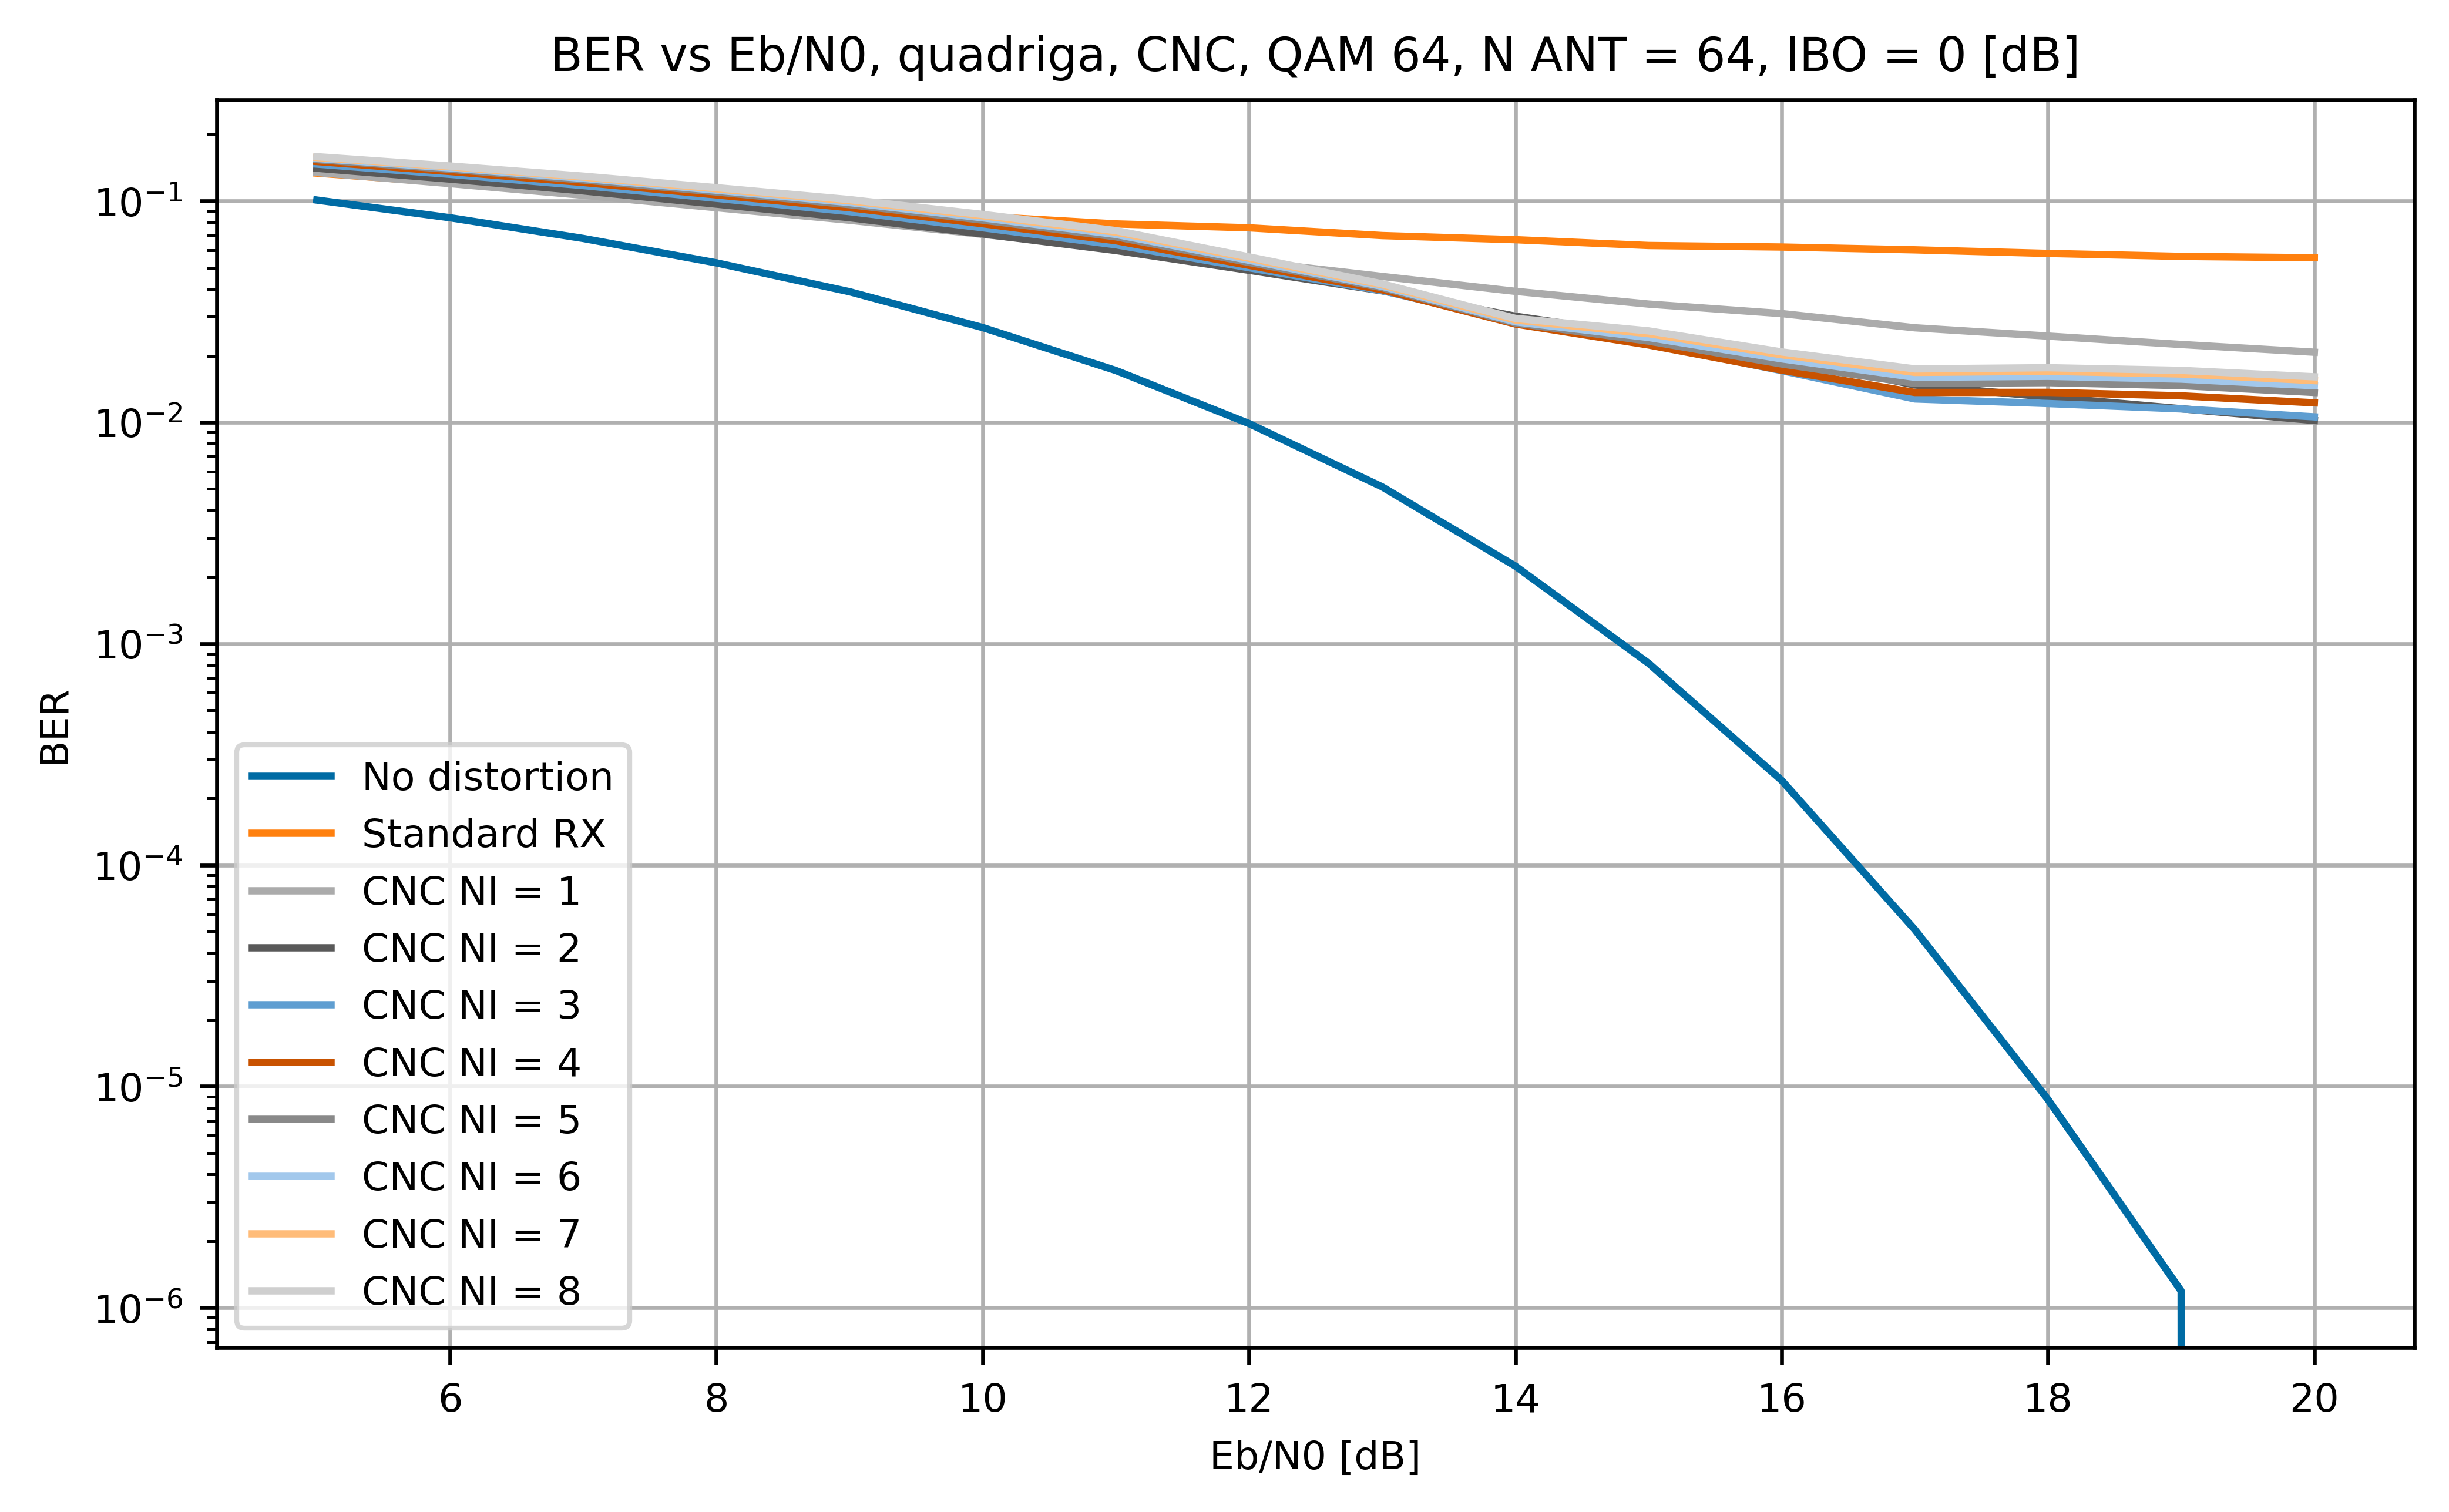 BER vs Eb/N0, quadriga, CNC, QAM 64, N ANT = 64, IBO = 0 [dB]
10⁻¹
10⁻²
10⁻³
10⁻⁴
10⁻⁵
10⁻⁶
BER
No distortion
Standard RX
CNC NI = 1
CNC NI = 2
CNC NI = 3
CNC NI = 4
CNC NI = 5
CNC NI = 6
CNC NI = 7
CNC NI = 8
6 8 10 12 14 16 18 20
Eb/N0 [dB]